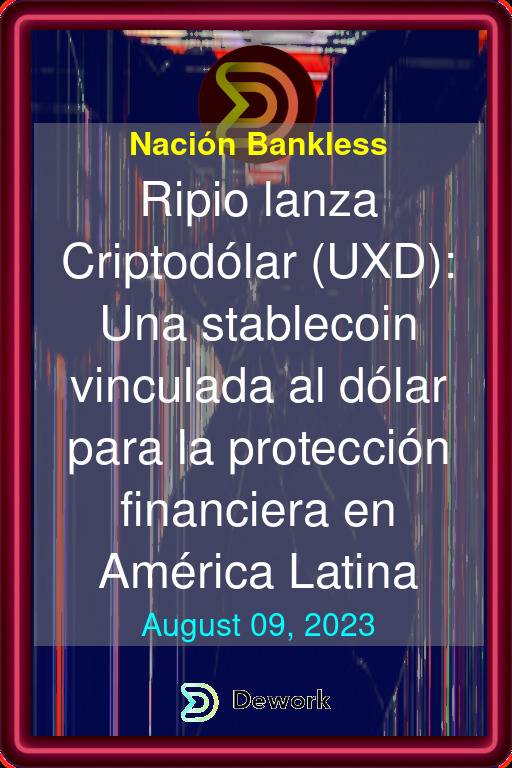 Nación Bankless
Ripio lanza
Criptodólar (UXD):
Una stablecoin
vinculada al dólar
para la protección
financiera en
América Latina
August 09, 2023
Dework